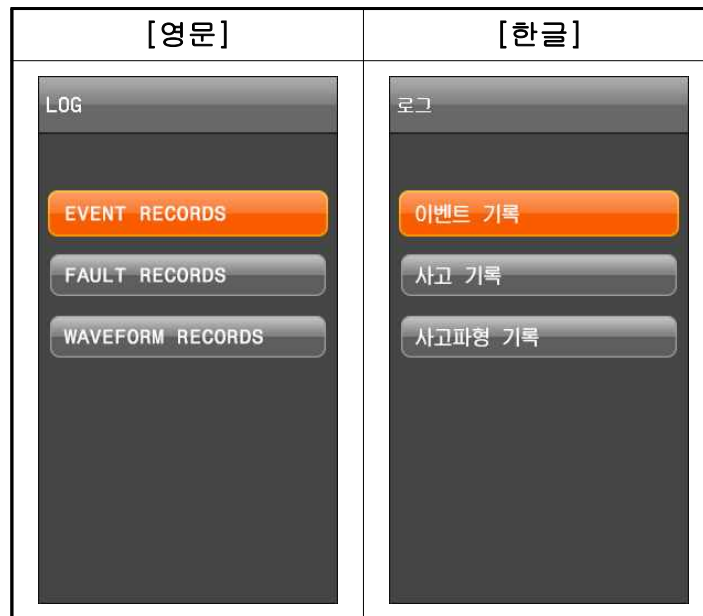 [영문]
[한글]
LOG
로그
EVENT RECORDS
이벤트 기록
FAULT RECORDS
사고 기록
WAVEFORM RECORDS
사고파형 기록